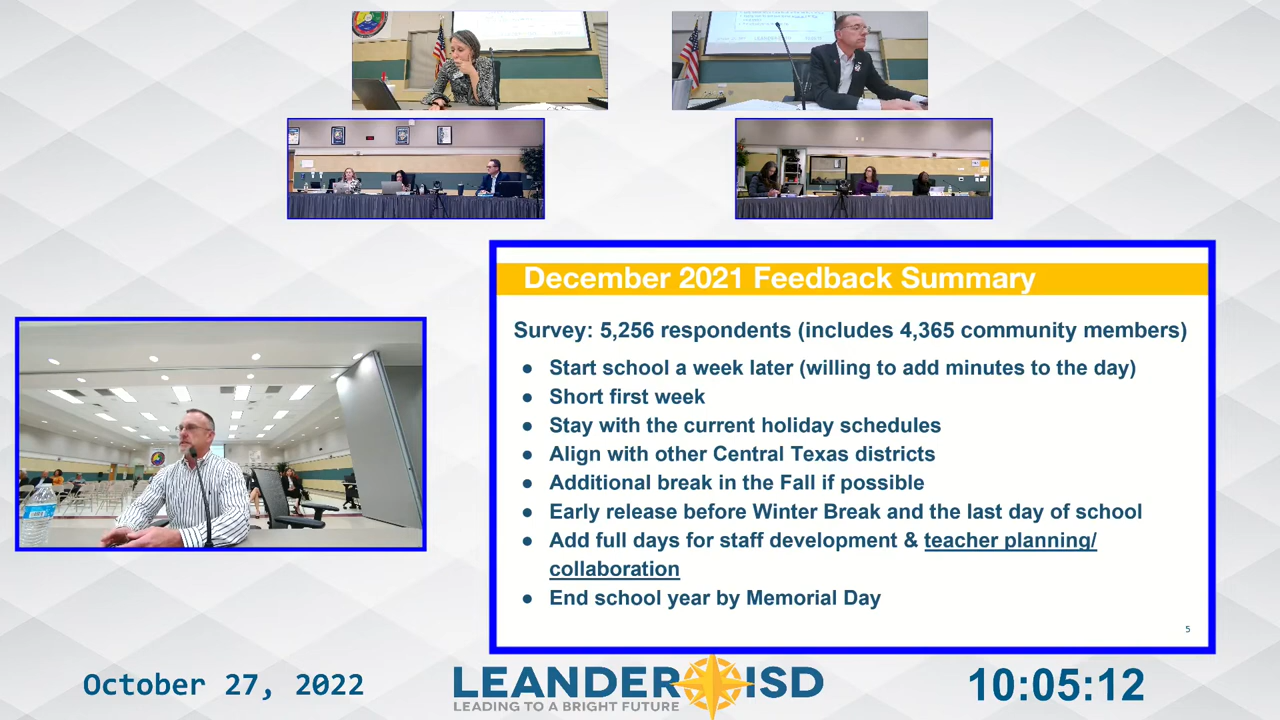 December 2021 Feedback Summary
Survey: 5,256 respondents (includes 4,365 community members)
● Start school a week later (willing to add minutes to the day)
● Short first week
● Stay with the current holiday schedules
● Align with other Central Texas districts
● Additional break in the Fall if possible
● Early release before Winter Break and the last day of school
● Add full days for staff development & teacher planning/
collaboration
● End school year by Memorial Day
5
October 27, 2022
LEANDER ISD
LEADING TO A BRIGHT FUTURE
10:05:12